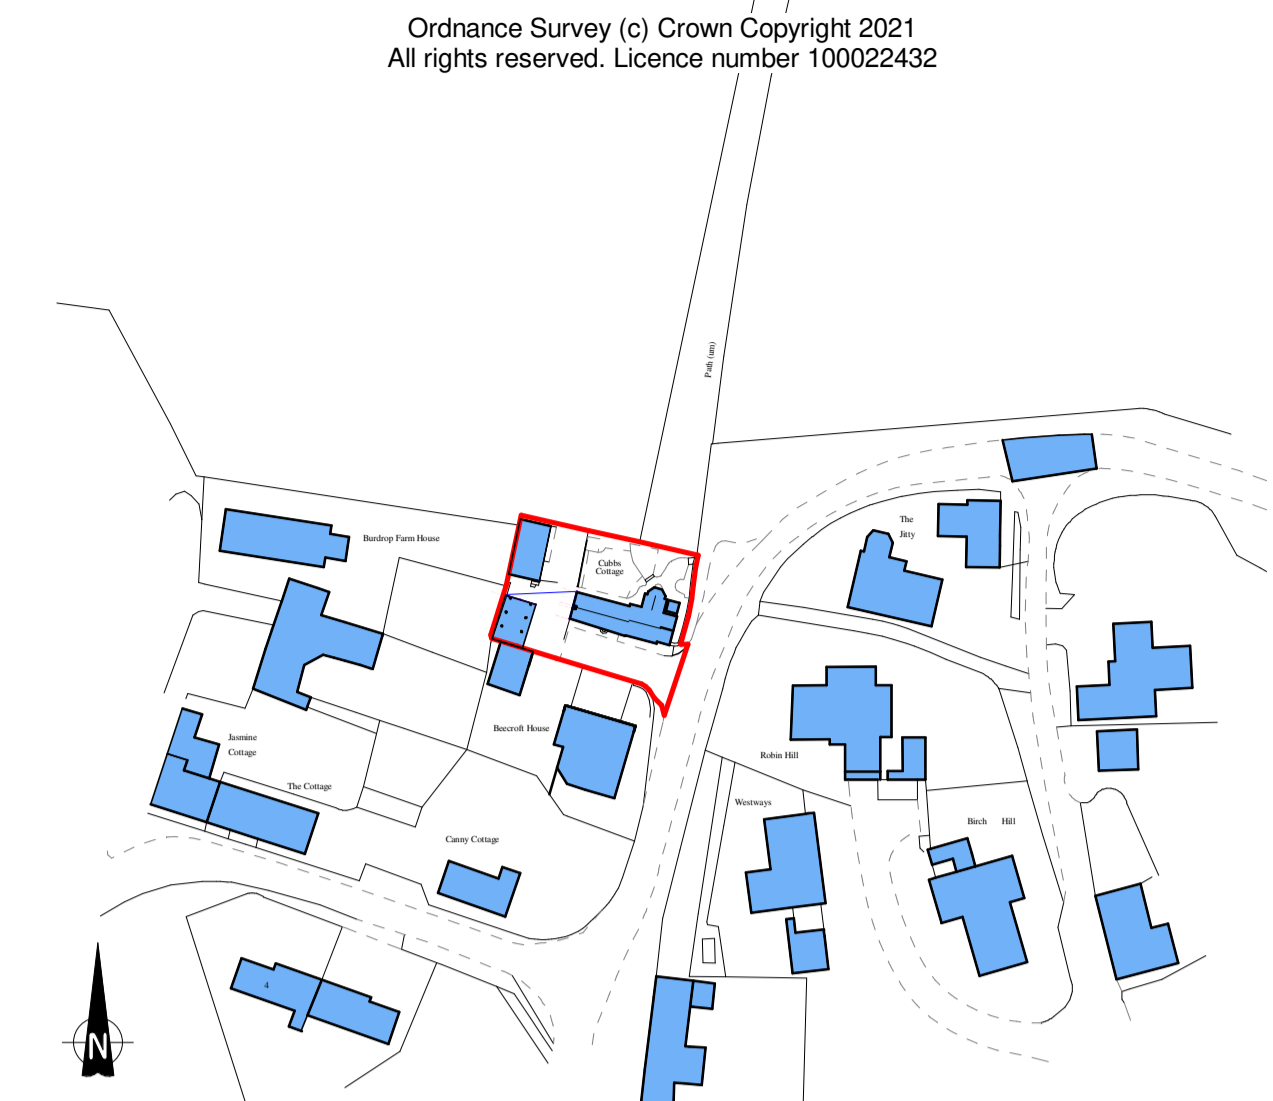 Ordnance Survey (c) Crown Copyright 2021
All rights reserved. Licence number 100022432
Path (um)
The
Jitty
Burdrop Farm House
Cubbs
Cottage
Beecroft House
Jasmine
Cottage
Robin Hill
The Cottage
Westways
Birch Hill
Canny Cottage
4
N